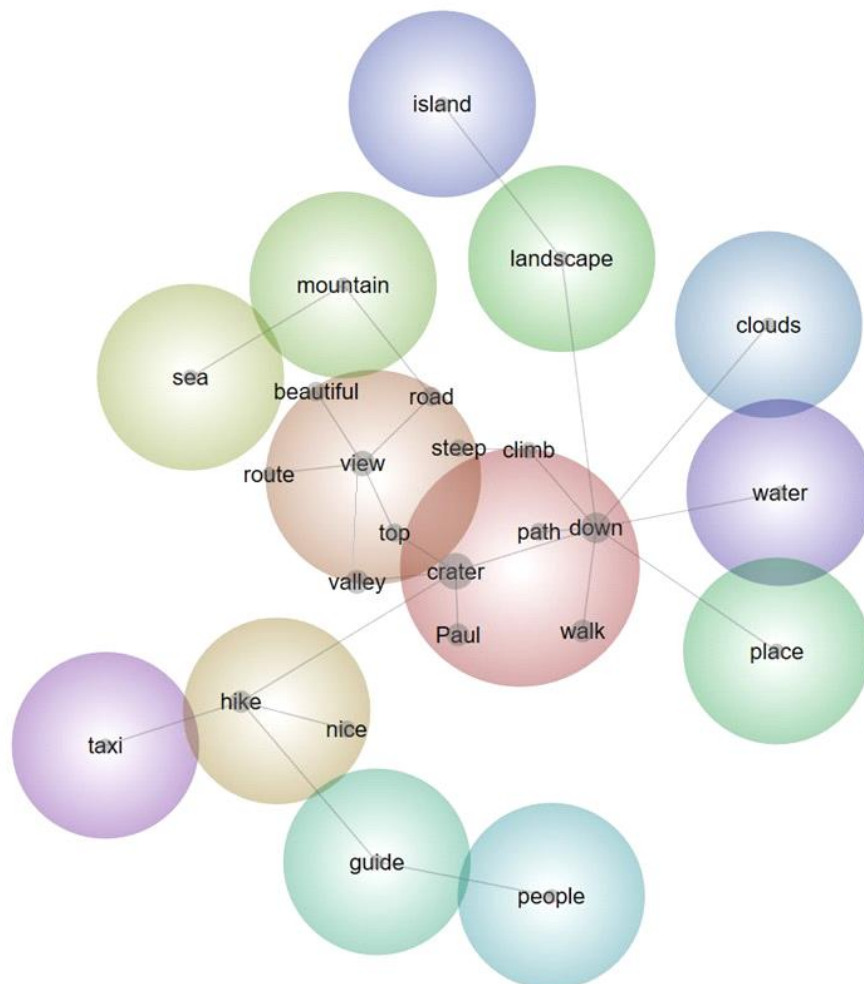 island
landscape
mountain
clouds
sea
beautiful
road
steep
climb
view
route
water
top
path
down
crater
valley
Paul
walk
place
hike
nice
taxi
guide
people